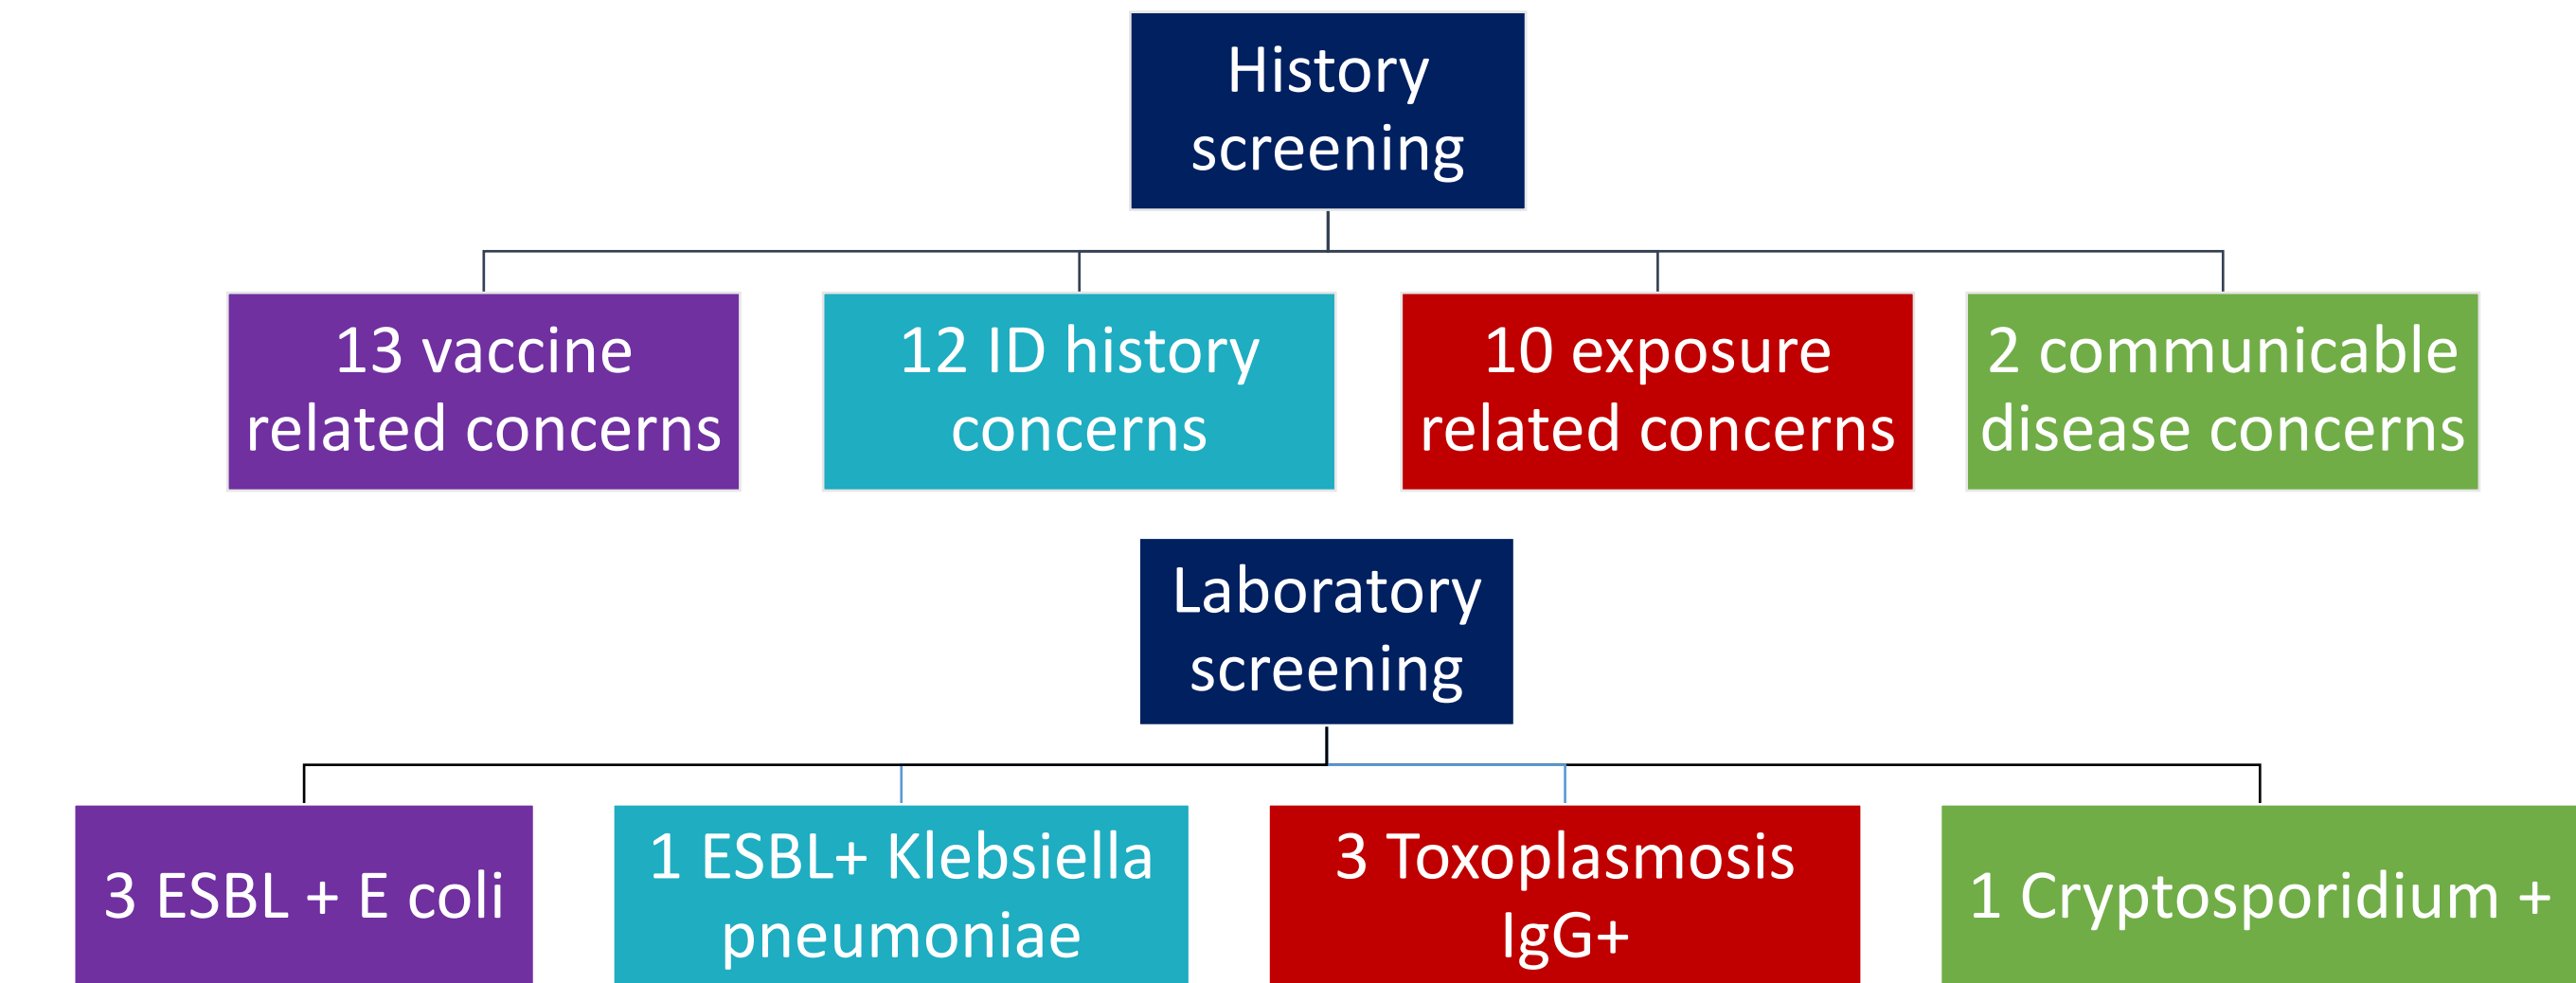 History
screening
13 vaccine
related concerns
12 ID history
concerns
10 exposure
related concerns
2 communicable
disease concerns
Laboratory
screening
3 ESBL + E coli
1 ESBL+ Klebsiella
pneumoniae
3 Toxoplasmosis
IgG+
1 Cryptosporidium +